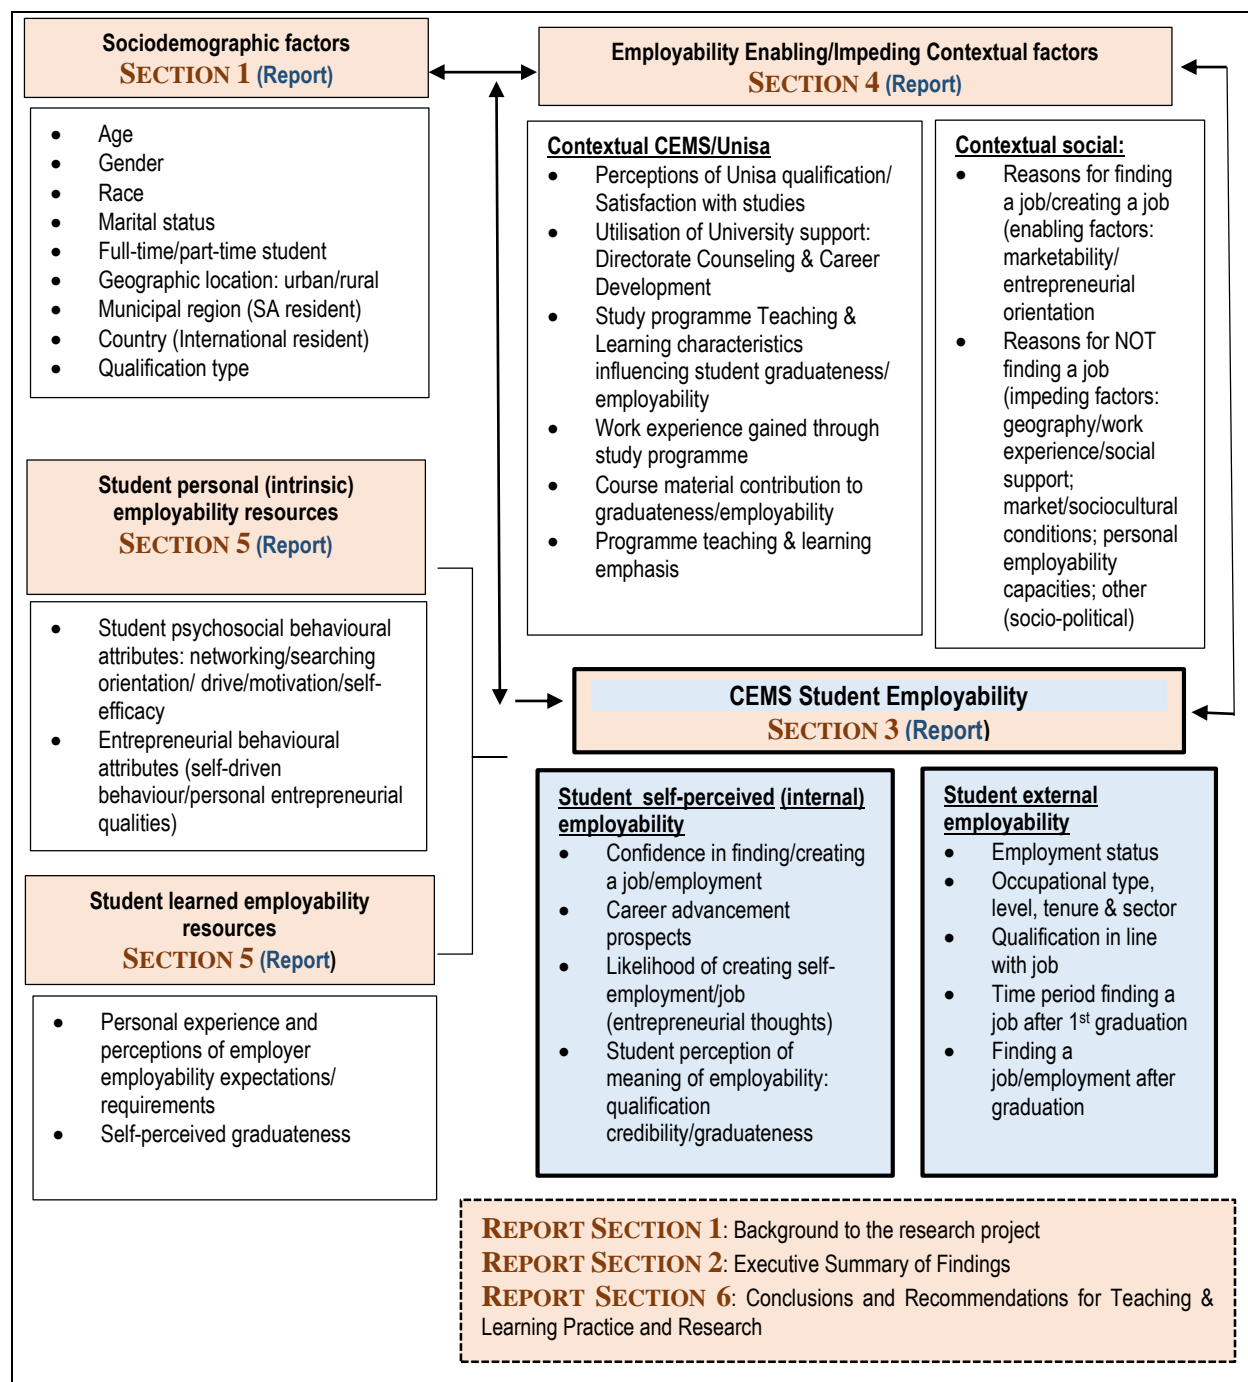 Sociodemographic factors
SECTION 1 (Report)
• Age
• Gender
• Race
• Marital status
• Full-time/part-time student
• Geographic location: urban/rural
• Municipal region (SA resident)
• Country (International resident)
• Qualification type
Employability Enabling/Impeding Contextual factors
SECTION 4 (Report)
Contextual CEMS/Unisa
• Perceptions of Unisa qualification/
Satisfaction with studies
• Utilisation of University support:
Directorate Counseling & Career
Development
• Study programme Teaching &
Learning characteristics
influencing student graduateness/
employability
• Work experience gained through
study programme
• Course material contribution to
graduateness/employability
• Programme teaching & learning
emphasis
Contextual social:
• Reasons for finding
a job/creating a job
(enabling factors:
marketability/
entrepreneurial
orientation
• Reasons for NOT
finding a job
(impeding factors:
geography/work
experience/social
support;
market/sociocultural
conditions; personal
employability
capacities; other
(socio-political)
Student personal (intrinsic)
employability resources
SECTION 5 (Report)
• Student psychosocial behavioural
attributes: networking/searching
orientation/ drive/motivation/self-
efficacy
• Entrepreneurial behavioural
attributes (self-driven
behaviour/personal entrepreneurial
qualities)
Student learned employability
resources
SECTION 5 (Report)
• Personal experience and
perceptions of employer
employability expectations/
requirements
• Self-perceived graduateness
CEMS Student Employability
SECTION 3 (Report)
Student self-perceived (internal)
employability
• Confidence in finding/creating
a job/employment
• Career advancement
prospects
• Likelihood of creating self-
employment/job
(entrepreneurial thoughts)
• Student perception of
meaning of employability:
qualification
credibility/graduateness
Student external
employability
• Employment status
• Occupational type,
level, tenure & sector
• Qualification in line
with job
• Time period finding a
job after 1st graduation
• Finding a
job/employment after
graduation
REPORT SECTION 1: Background to the research project
REPORT SECTION 2: Executive Summary of Findings
REPORT SECTION 6: Conclusions and Recommendations for Teaching &
Learning Practice and Research